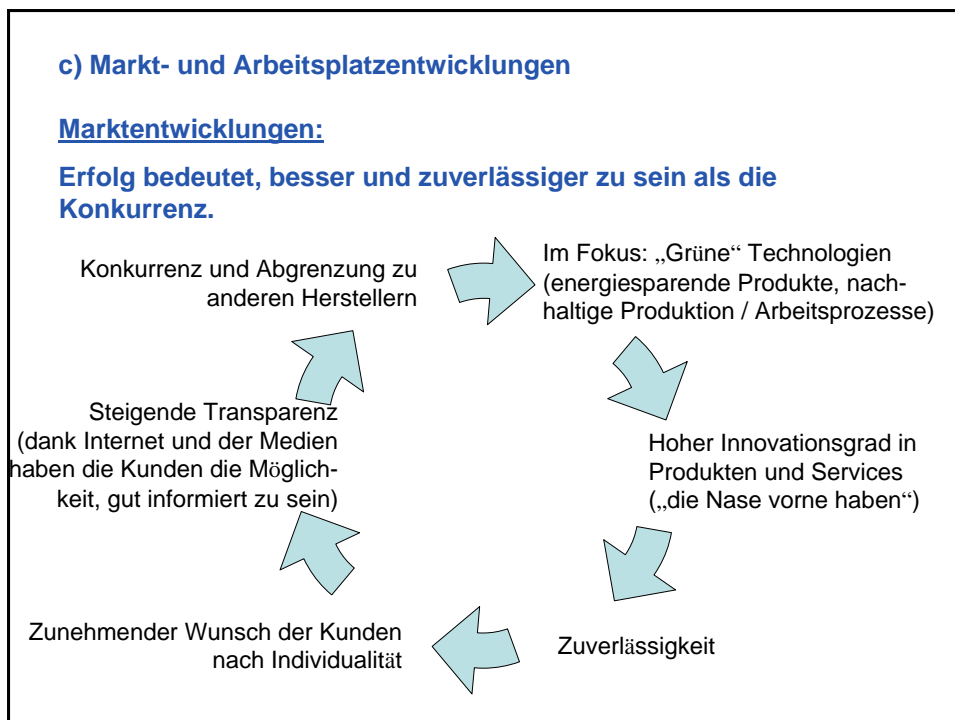 c) Markt- und Arbeitsplatzentwicklungen
Marktentwicklungen:
Erfolg bedeutet, besser und zuverlässiger zu sein als die
Konkurrenz.
Konkurrenz und Abgrenzung zu
anderen Herstellern
Im Fokus: „Grüne“ Technologien
(energiesparende Produkte, nach-
haltige Produktion / Arbeitsprozesse)
Hoher Innovationsgrad in
Produkten und Services
(„die Nase vorne haben“)
Zuverlässigkeit
Zunehmender Wunsch der Kunden
nach Individualität
Steigende Transparenz
(dank Internet und der Medien
haben die Kunden die Möglich-
keit, gut informiert zu sein)